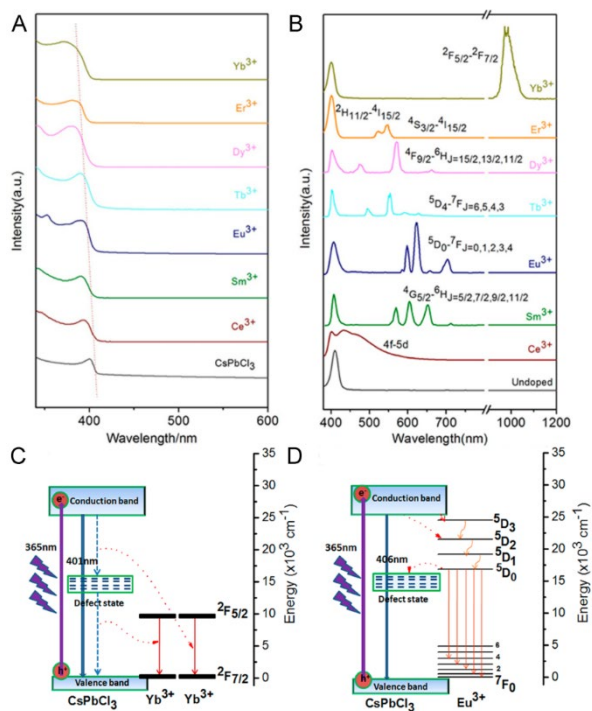 A
Intensity(a.u.)
Yb3+
Er3+
Dy3+
Tb3+
Eu3+
Sm3+
Ce3+
CsPbCl3
400 500 600
Wavelength/nm
B
Intensity(a.u.)
2F5/2-2F7/2
Yb3+
2H11/2-4I15/2
4S3/2-4I15/2
Er3+
4F9/2-6HJ=15/2,13/2,11/2
Dy3+
5D4-7FJ=6,5,4,3
Tb3+
5D0-7FJ=0,1,2,3,4
Eu3+
4G5/2-6HJ=5/2,7/2,9/2,11/2
Sm3+
4f-5d
Ce3+
Undoped
400 500 600 700 800 1000 1200
Wavelength(nm)
C
e-
Conduction band
365nm
401nm
Defect state
2F5/2
h+
Valence band
2F7/2
CsPbCl3
Yb3+
Yb3+
35
30
25
20
15
10
5
0
Energy (x10³ cm⁻¹)
D
e-
Conduction band
5D3
5D2
5D1
5D0
365nm
406nm
Defect state
6
4
2
h+
Valence band
7F0
CsPbCl3
Eu3+
35
30
25
20
15
10
5
0
Energy (x10³ cm⁻¹)